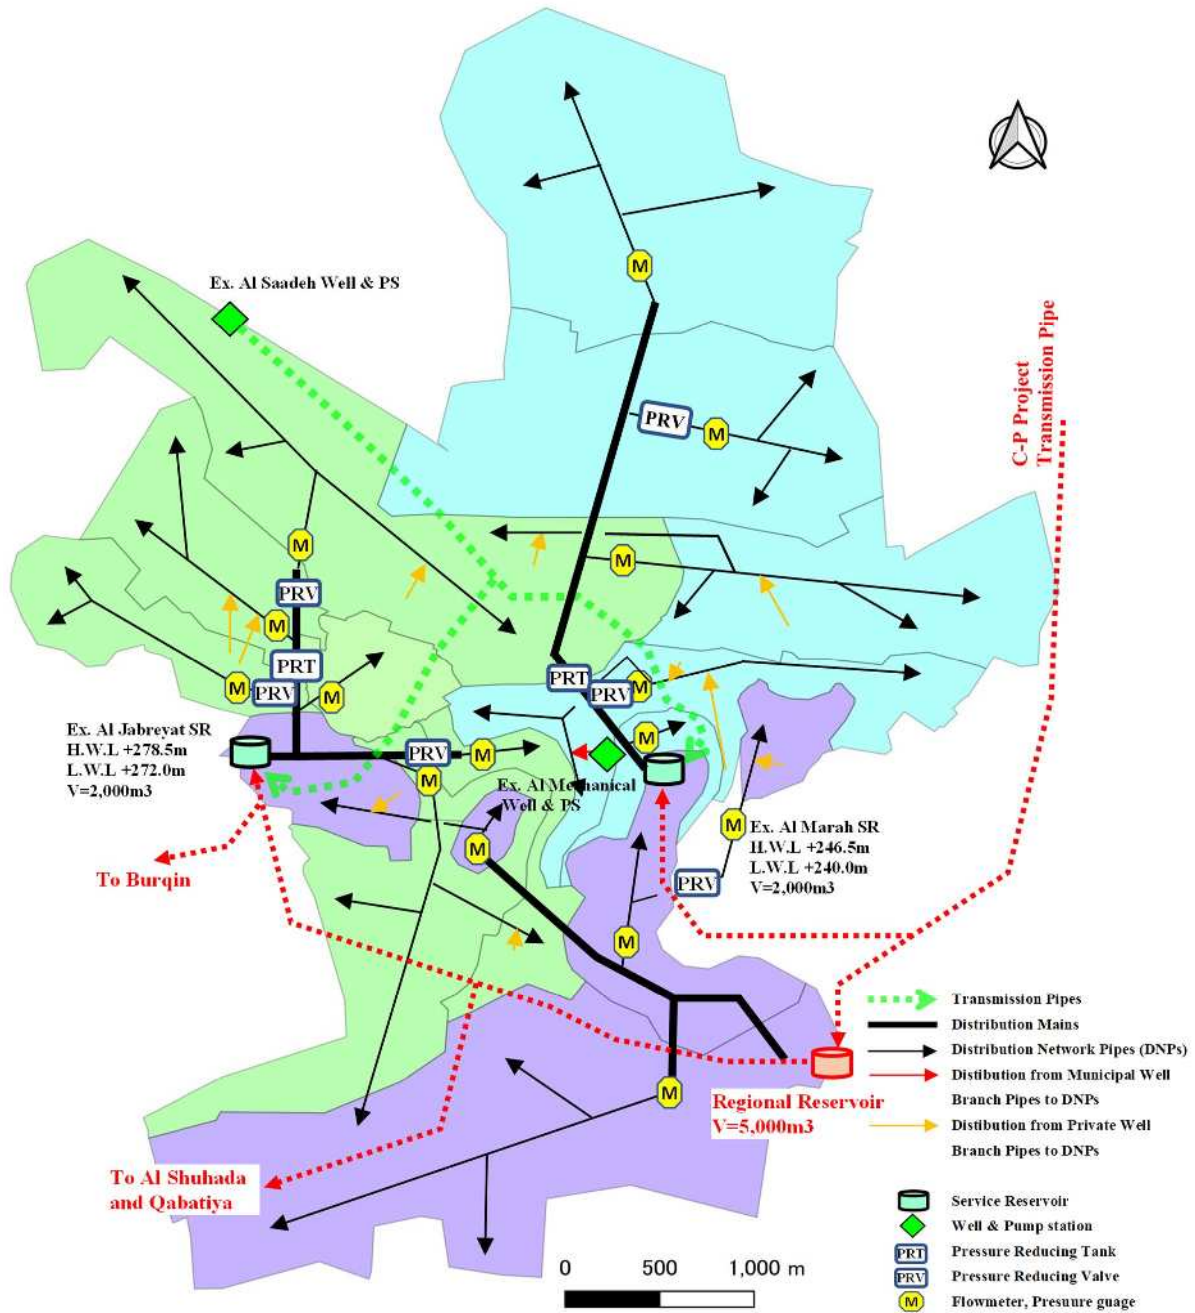 Ex. Al Saadeh Well & PS
M
C-P Project
Transmission Pipe
PRV
M
M
M
PRV
M
PRT
M
PRV
M
PRT
PRV
M
Ex. Al Jabreyat SR
H.W.L +278.5m
L.W.L +272.0m
V=2,000m3
PRV
M
M
M
Ex. Al Mechanical
Well & PS
To Burqin
M
M
Ex. Al Marah SR
H.W.L +246.5m
L.W.L +240.0m
V=2,000m3
PRV
M
M
Regional Reservoir
V=5,000m3
To Al Shuhada
and Qabatiya
Transmission Pipes
Distribution Mains
Distribution Network Pipes (DNPs)
Distibution from Municipal Well
Branch Pipes to DNPs
Distibution from Private Well
Branch Pipes to DNPs
Service Reservoir
Well & Pump station
PRT Pressure Reducing Tank
PRV Pressure Reducing Valve
M Flowmeter, Presuure guage
0 500 1,000 m